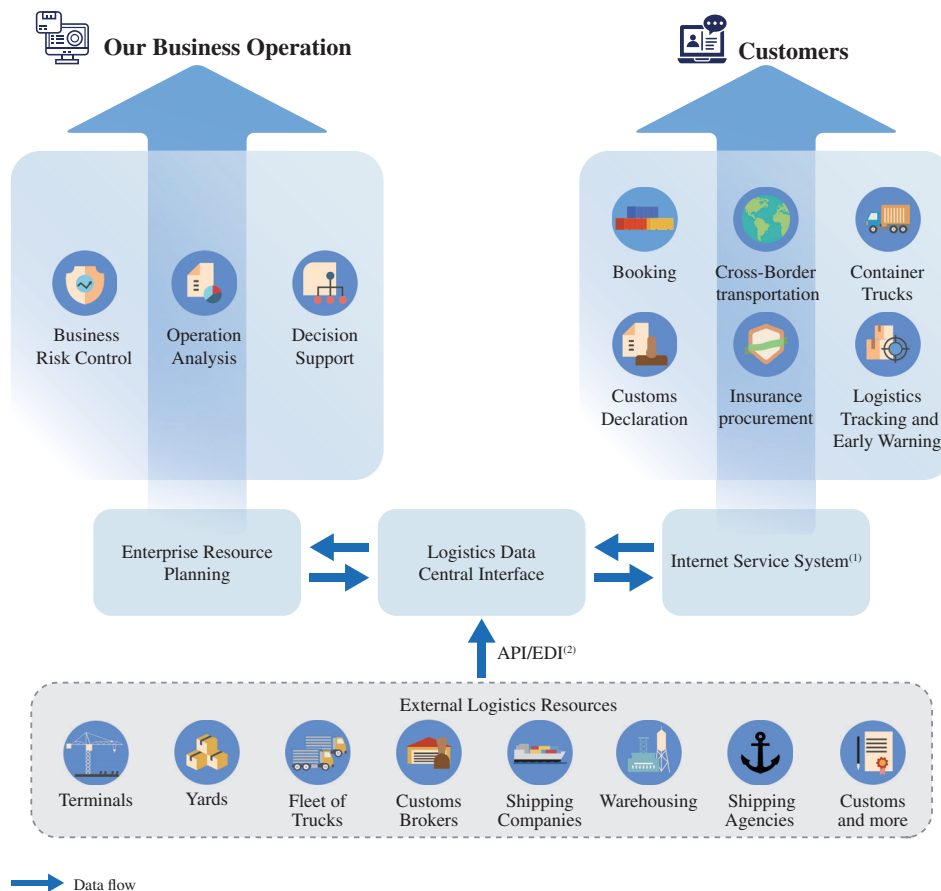 Our Business Operation
Customers
Booking
Cross-Border
transportation
Container
Trucks
Business
Risk Control
Operation
Analysis
Decision
Support
Customs
Declaration
Insurance
procurement
Logistics
Tracking and
Early Warning
Enterprise Resource
Planning
Logistics Data
Central Interface
Internet Service System(1)
API/EDI(2)
External Logistics Resources
Terminals
Yards
Fleet of
Trucks
Customs
Brokers
Shipping
Companies
Warehousing
Shipping
Agencies
Customs
and more
Data flow